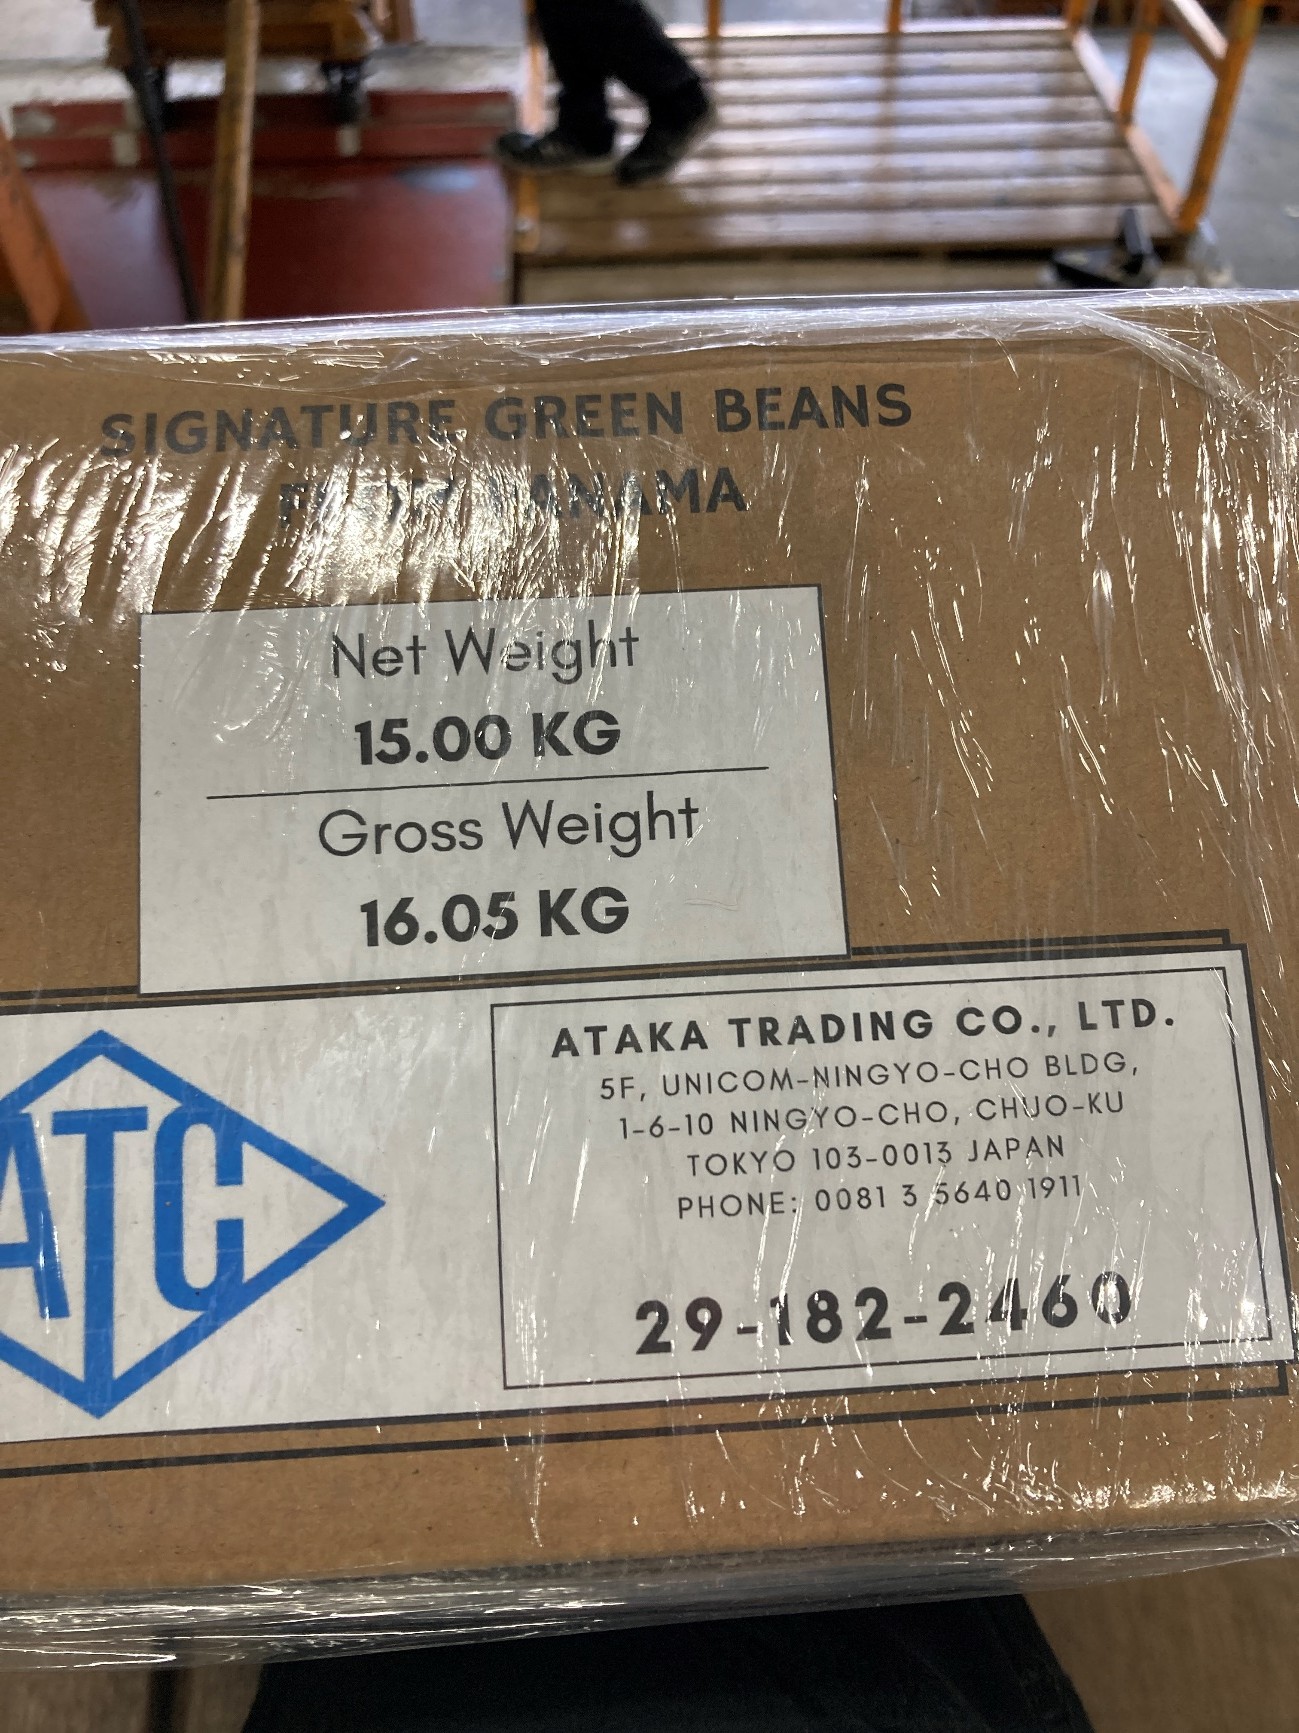 SIGNATURE GREEN BEANS
FROM PANAMA
Net Weight
15.00 KG
Gross Weight
16.05 KG
ATC
ATAKA TRADING CO., LTD.
5F, UNICOM-NINGYO-CHO BLDG,
1-6-10 NINGYO-CHO, CHUO-KU
TOKYO 103-0013 JAPAN
PHONE: 0081 3 5640 1911
29-182-2460